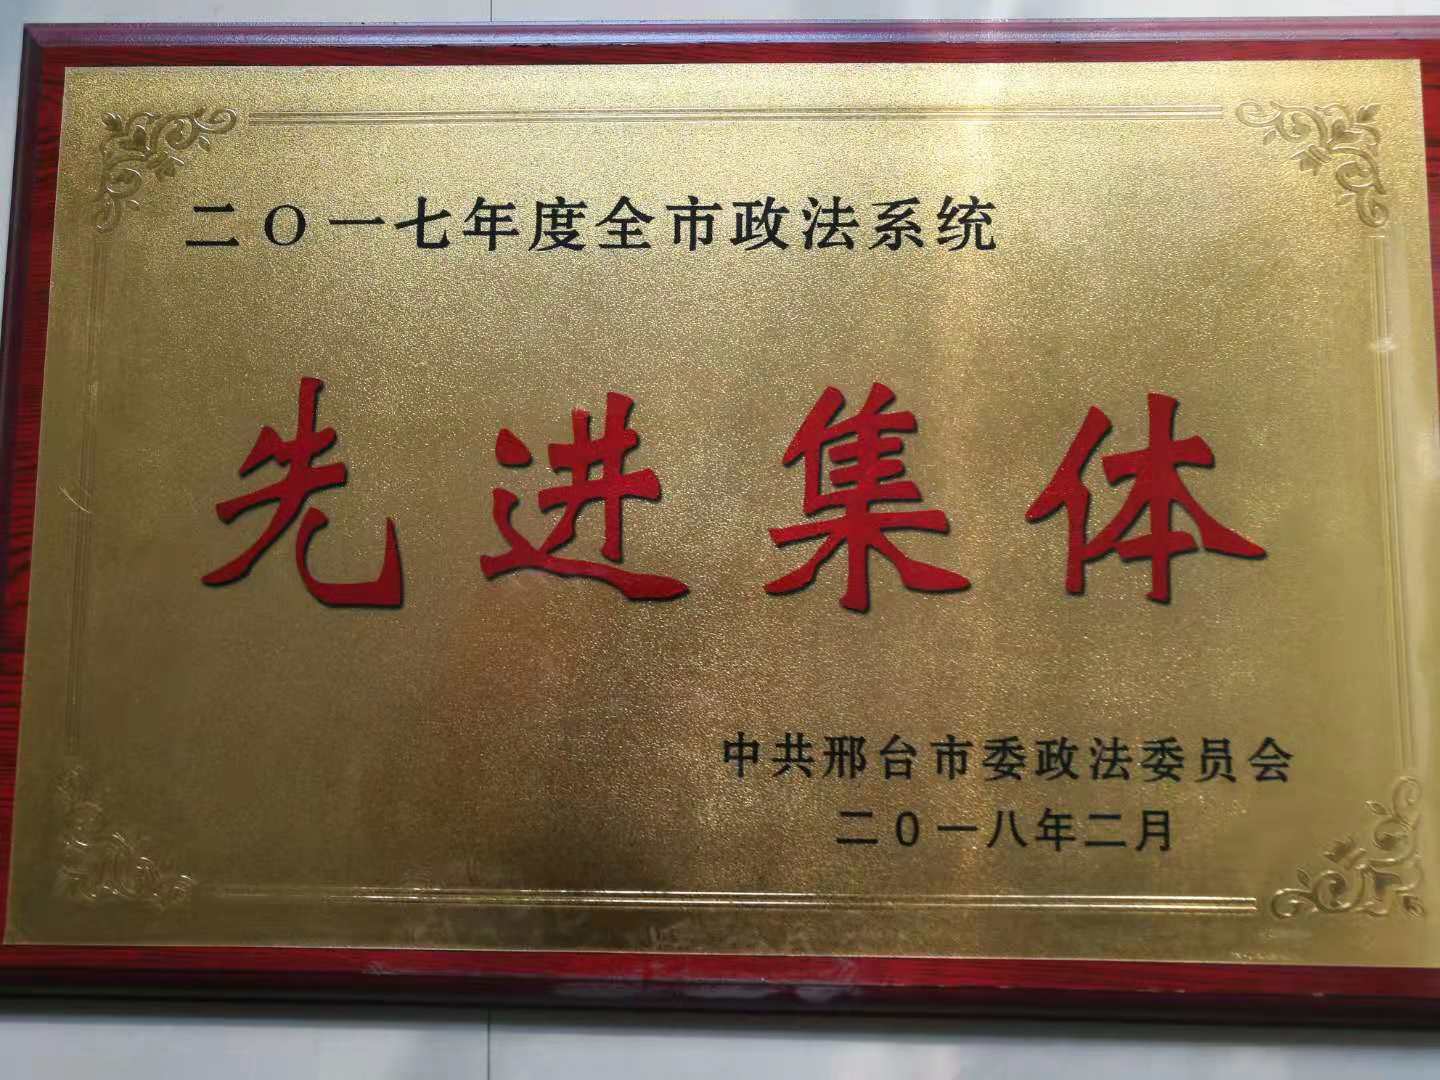 二〇一七年度全市政法系统
先进集体
中共邢台市委政法委员会
二0一八年二月